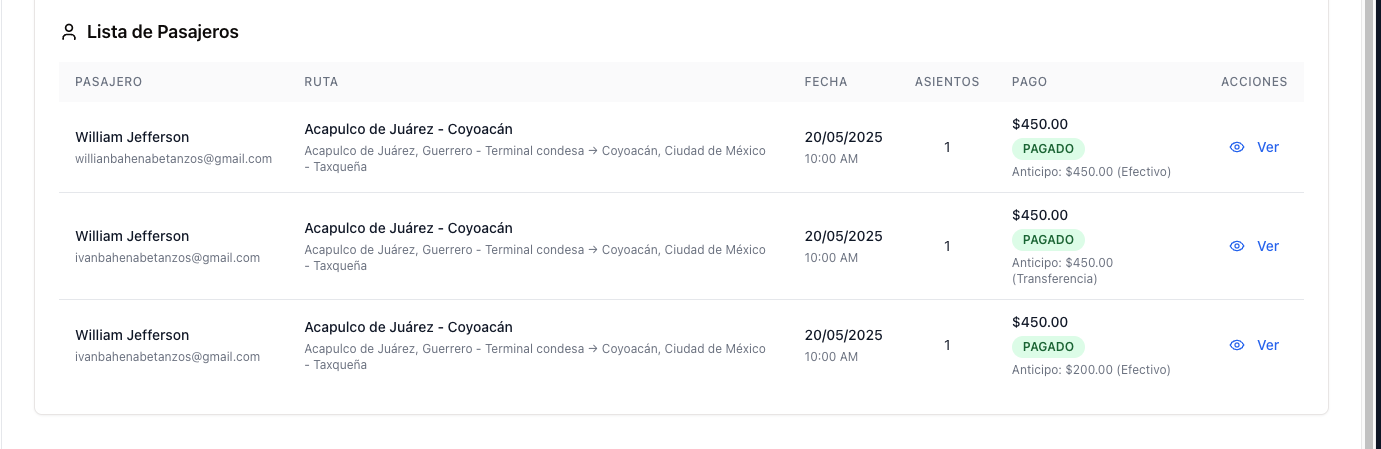 Lista de Pasajeros
PASAJERO RUTA FECHA ASIENTOS PAGO ACCIONES
William Jefferson
willianbahenabetanzos@gmail.com
Acapulco de Juárez - Coyoacán
Acapulco de Juárez, Guerrero - Terminal condesa → Coyoacán, Ciudad de México
- Taxqueña
20/05/2025
10:00 AM
1
$450.00
PAGADO
Anticipo: $450.00 (Efectivo)
Ver
William Jefferson
ivanbahenabetanzos@gmail.com
Acapulco de Juárez - Coyoacán
Acapulco de Juárez, Guerrero - Terminal condesa → Coyoacán, Ciudad de México
- Taxqueña
20/05/2025
10:00 AM
1
$450.00
PAGADO
Anticipo: $450.00
(Transferencia)
Ver
William Jefferson
ivanbahenabetanzos@gmail.com
Acapulco de Juárez - Coyoacán
Acapulco de Juárez, Guerrero - Terminal condesa → Coyoacán, Ciudad de México
- Taxqueña
20/05/2025
10:00 AM
1
$450.00
PAGADO
Anticipo: $200.00 (Efectivo)
Ver